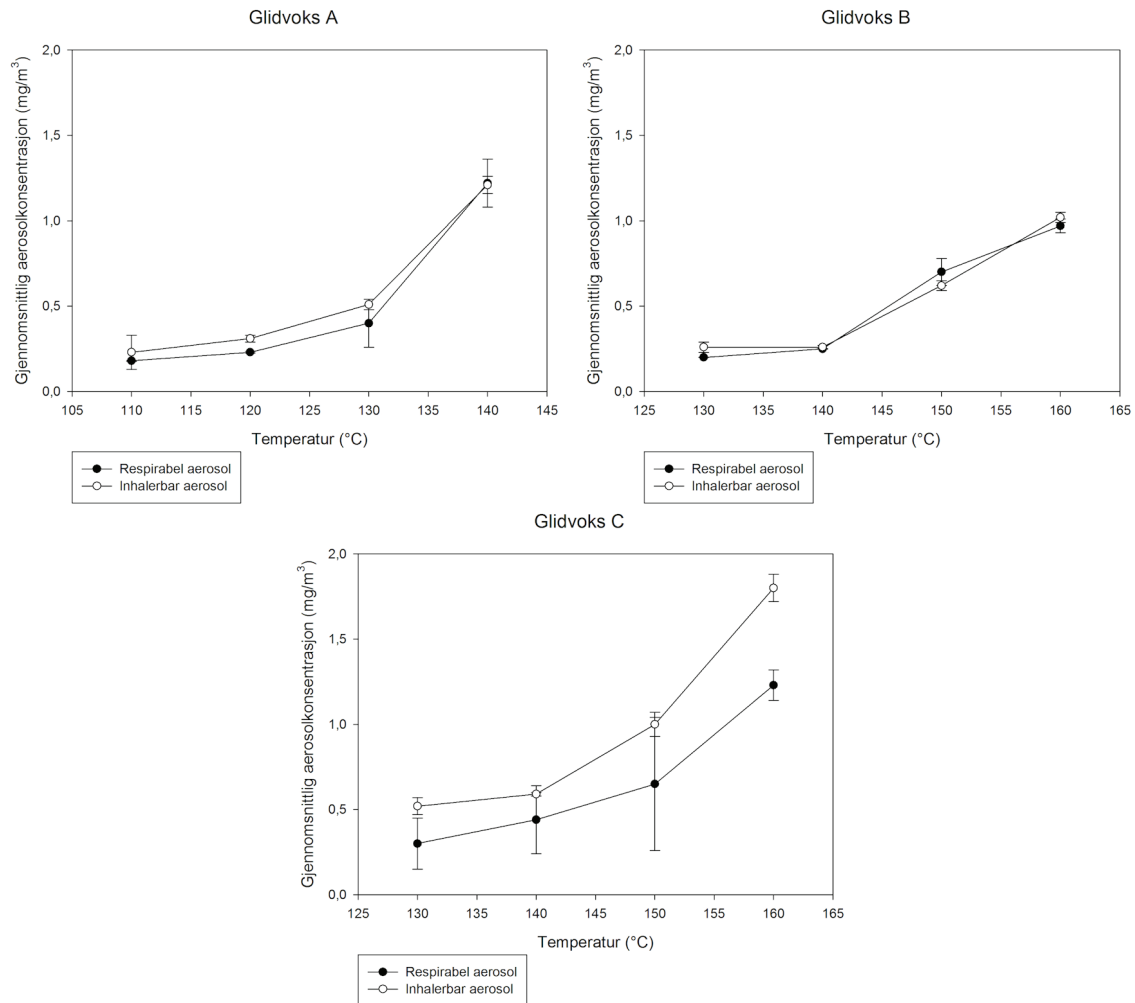 Glidvoks A
Gjennomsnittlig aerosolkonsentrasjon (mg/m³)
2,0
1,5
1,0
0,5
0,0
105 110 115 120 125 130 135 140 145
Temperatur (°C)
Respirabel aerosol
Inhalerbar aerosol
Glidvoks B
Gjennomsnittlig aerosolkonsentrasjon (mg/m³)
2,0
1,5
1,0
0,5
0,0
125 130 135 140 145 150 155 160 165
Temperatur (°C)
Respirabel aerosol
Inhalerbar aerosol
Glidvoks C
Gjennomsnittlig aerosolkonsentrasjon (mg/m³)
2,0
1,5
1,0
0,5
0,0
125 130 135 140 145 150 155 160 165
Temperatur (°C)
Respirabel aerosol
Inhalerbar aerosol